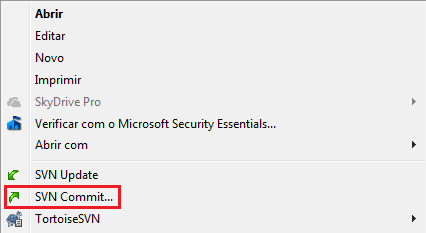 Abrir
Editar
Novo
Imprimir
SkyDrive Pro
Verificar com o Microsoft Security Essentials...
Abrir com
SVN Update
SVN Commit...
TortoiseSVN